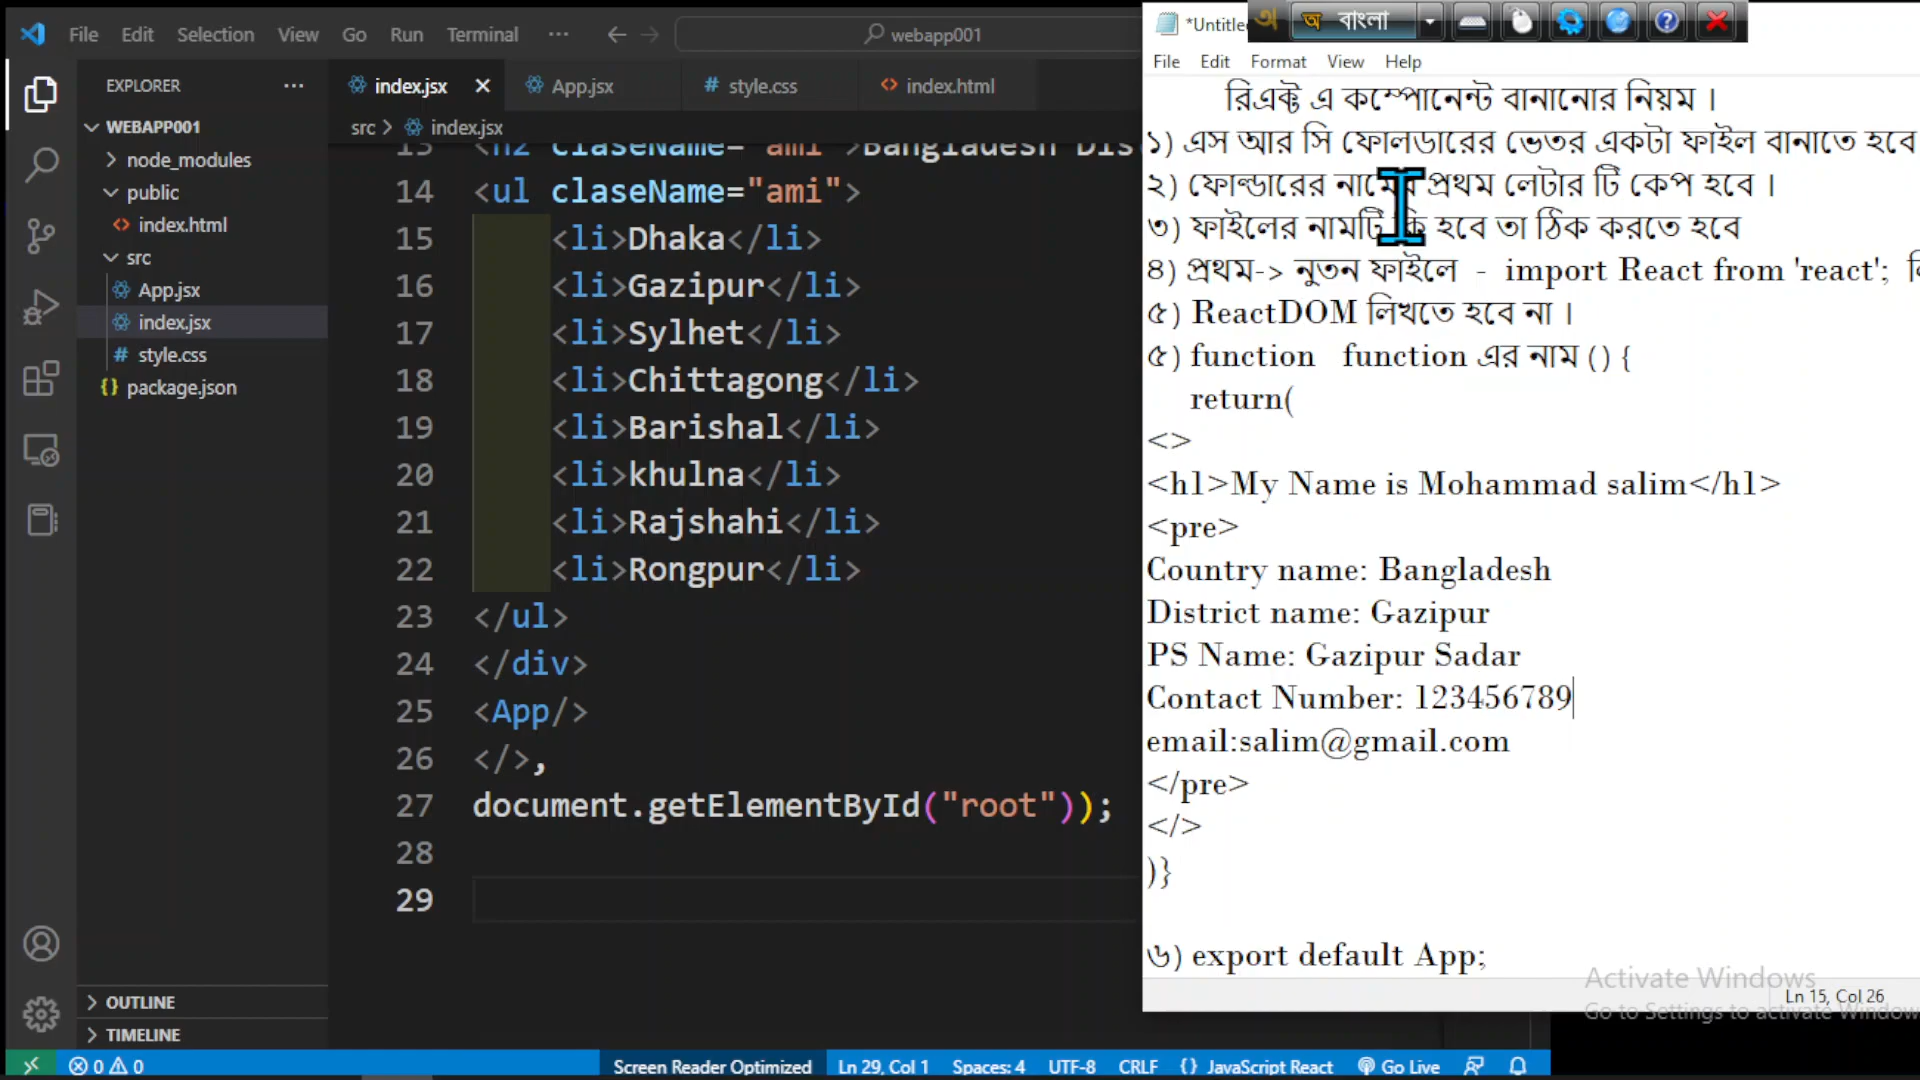 File Edit Selection View Go Run Terminal ··· webapp001
EXPLORER ···
WEBAPP001
node_modules
public
index.html
src
App.jsx
index.jsx
style.css
package.json
OUTLINE
TIMELINE
index.jsx App.jsx style.css index.html
src > index.jsx
13 <h2 claseName="ami">Bangladesh
14 <ul claseName="ami">
15 <li>Dhaka</li>
16 <li>Gazipur</li>
17 <li>Sylhet</li>
18 <li>Chittagong</li>
19 <li>Barishal</li>
20 <li>khulna</li>
21 <li>Rajshahi</li>
22 <li>Rongpur</li>
23 </ul>
24 </div>
25 <App/>
26 </>,
27 document.getElementById("root"));
28
29
0 0 Screen Reader Optimized Ln 29, Col 1 Spaces: 4 UTF-8 CRLF {} JavaScript React Go Live
অ বাংলা
File Edit Format View Help
রিএক্ট এ কম্পোনেন্ট বানানোর নিয়ম ।
১) এস আর সি ফোলডারের ভেতর একটা ফাইল বানাতে হবে
২) ফোল্ডারের নামের প্রথম লেটার টি কেপ হবে ।
৩) ফাইলের নামটি কি হবে তা ঠিক করতে হবে
৪) প্রথম-> নুতন ফাইলে - import React from 'react';
৫) ReactDOM লিখতে হবে না ।
৫) function function এর নাম () {
return(
<>
<h1>My Name is Mohammad salim</h1>
<pre>
Country name: Bangladesh
District name: Gazipur
PS Name: Gazipur Sadar
Contact Number: 123456789
email:salim@gmail.com
</pre>
</>
)}
৬) export default App;
Activate Windows
Go to Settings to activate Windows
Ln 15, Col 26